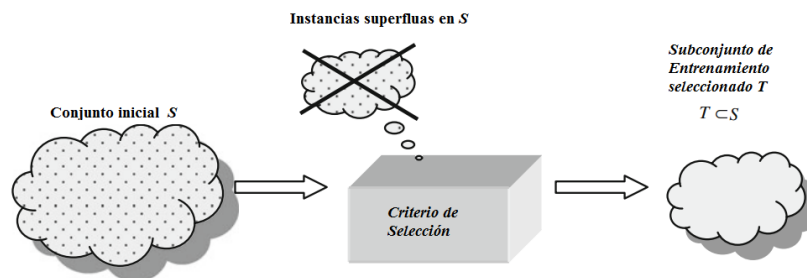 Instancias superfluas en S
Conjunto inicial S
Criterio de
Selección
Subconjunto de
Entrenamiento
seleccionado T
T ⊂ S